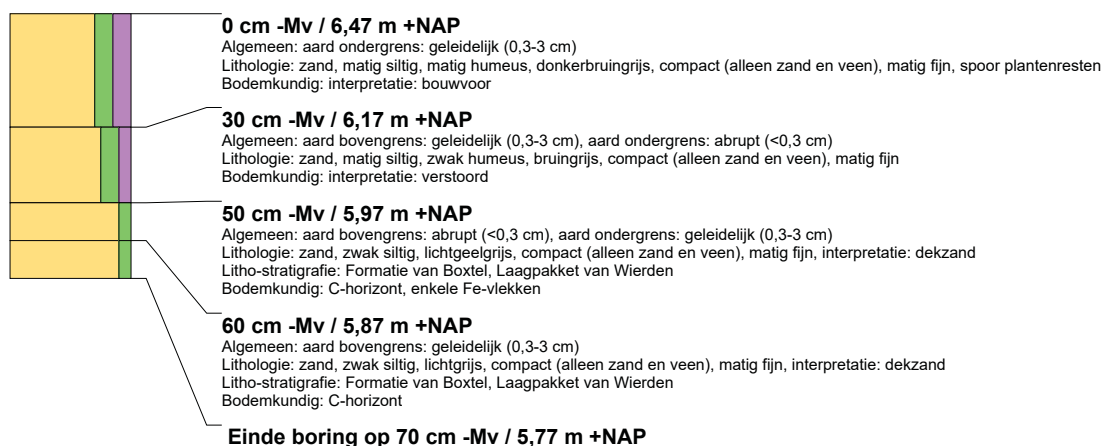 0 cm -Mv / 6,47 m +NAP
Algemeen: aard ondergrens: geleidelijk (0,3-3 cm)
Lithologie: zand, matig siltig, matig humeus, donkerbruingrijs, compact (alleen zand en veen), matig fijn, spoor plantenresten
Bodemkundig: interpretatie: bouwvoor
30 cm -Mv / 6,17 m +NAP
Algemeen: aard bovengrens: geleidelijk (0,3-3 cm), aard ondergrens: abrupt (<0,3 cm)
Lithologie: zand, matig siltig, zwak humeus, bruingrijs, compact (alleen zand en veen), matig fijn
Bodemkundig: interpretatie: verstoord
50 cm -Mv / 5,97 m +NAP
Algemeen: aard bovengrens: abrupt (<0,3 cm), aard ondergrens: geleidelijk (0,3-3 cm)
Lithologie: zand, zwak siltig, lichtgeelgrijs, compact (alleen zand en veen), matig fijn, interpretatie: dekzand
Litho-stratigrafie: Formatie van Boxtel, Laagpakket van Wierden
Bodemkundig: C-horizont, enkele Fe-vlekken
60 cm -Mv / 5,87 m +NAP
Algemeen: aard bovengrens: geleidelijk (0,3-3 cm)
Lithologie: zand, zwak siltig, lichtgrijs, compact (alleen zand en veen), matig fijn, interpretatie: dekzand
Litho-stratigrafie: Formatie van Boxtel, Laagpakket van Wierden
Bodemkundig: C-horizont
Einde boring op 70 cm -Mv / 5,77 m +NAP